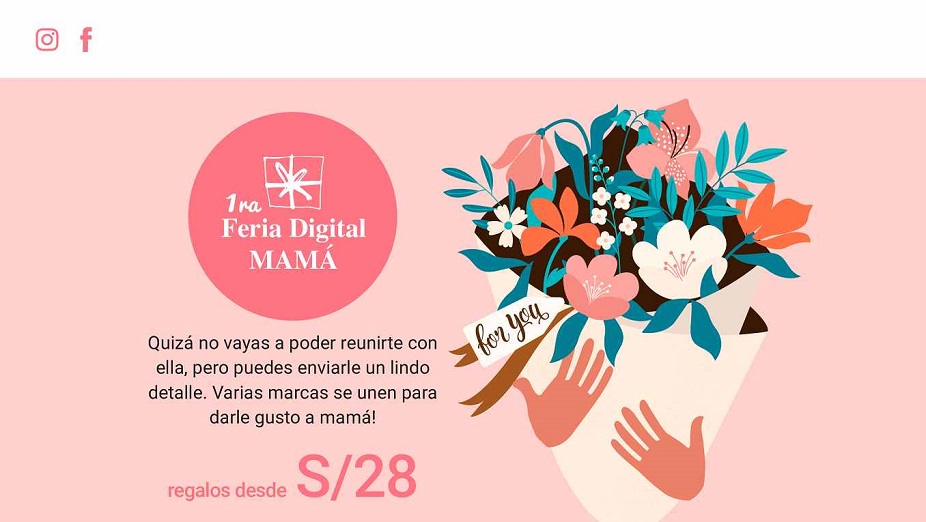 1ra
Feria Digital
MAMÁ
Quizá no vayas a poder reunirte con
ella, pero puedes enviarle un lindo
detalle. Varias marcas se unen para
darle gusto a mamá!
regalos desde S/28
for you